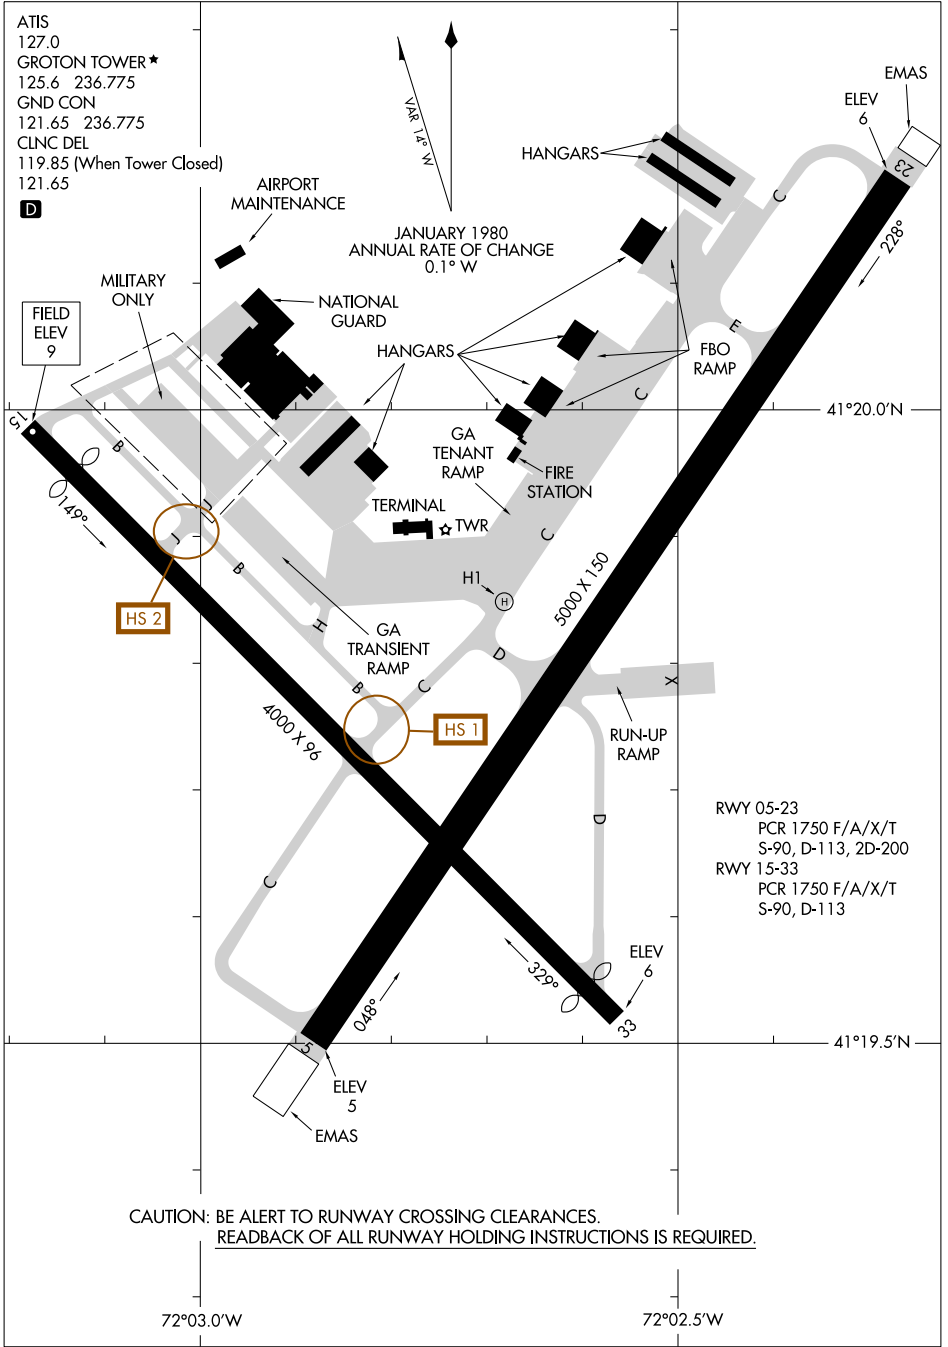 ATIS
127.0
GROTON TOWER★
125.6 236.775
GND CON
121.65 236.775
CLNC DEL
119.85 (When Tower Closed)
121.65
D
VAR 14° W
JANUARY 1980
ANNUAL RATE OF CHANGE
0.1° W
EMAS
ELEV
6
23
228°
HANGARS
C
AIRPORT
MAINTENANCE
MILITARY
ONLY
NATIONAL
GUARD
FIELD
ELEV
9
HANGARS
E
FBO
RAMP
C
41°20.0'N
15
B
149°
GA
TENANT
RAMP
FIRE
STATION
TERMINAL
TWR
J
J
B
C
HS 2
H1
H
5000 X 150
H
GA
TRANSIENT
RAMP
D
B
C
X
HS 1
RUN-UP
RAMP
4000 X 96
D
C
RWY 05-23
PCR 1750 F/A/X/T
S-90, D-113, 2D-200
RWY 15-33
PCR 1750 F/A/X/T
S-90, D-113
ELEV
6
329°
33
048°
5
41°19.5'N
ELEV
5
EMAS
CAUTION: BE ALERT TO RUNWAY CROSSING CLEARANCES.
READBACK OF ALL RUNWAY HOLDING INSTRUCTIONS IS REQUIRED.
72°03.0'W
72°02.5'W